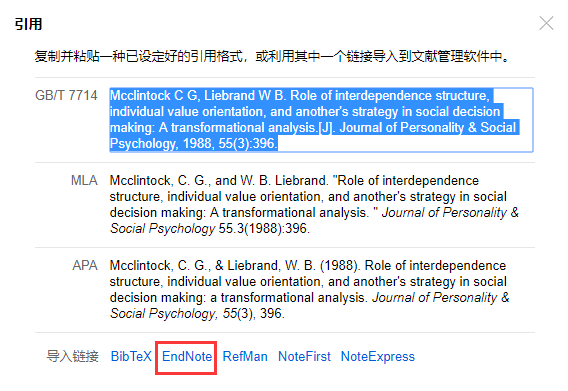 引用
复制并粘贴一种已设定好的引用格式，或利用其中一个链接导入到文献管理软件中。
GB/T 7714 Mcclintock C G, Liebrand W B. Role of interdependence structure,
individual value orientation, and another's strategy in social decision
making: A transformational analysis.[J]. Journal of Personality & Social
Psychology, 1988, 55(3):396.
MLA Mcclintock, C. G., and W. B. Liebrand. "Role of interdependence
structure, individual value orientation, and another's strategy in social
decision making: A transformational analysis. " Journal of Personality &
Social Psychology 55.3(1988):396.
APA Mcclintock, C. G., & Liebrand, W. B. (1988). Role of interdependence
structure, individual value orientation, and another's strategy in social
decision making: a transformational analysis. Journal of Personality &
Social Psychology, 55(3), 396.
导入链接 BibTeX EndNote RefMan NoteFirst NoteExpress